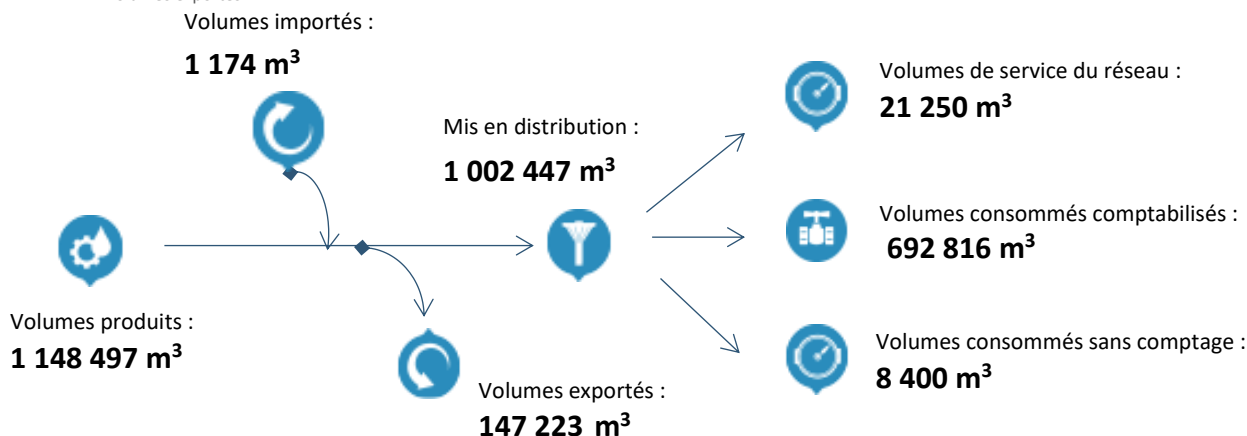 Volumes importés :
1 174 m³
Volumes de service du réseau :
21 250 m³
Mis en distribution :
1 002 447 m³
Volumes consommés comptabilisés :
692 816 m³
Volumes produits :
1 148 497 m³
Volumes consommés sans comptage :
8 400 m³
Volumes exportés :
147 223 m³